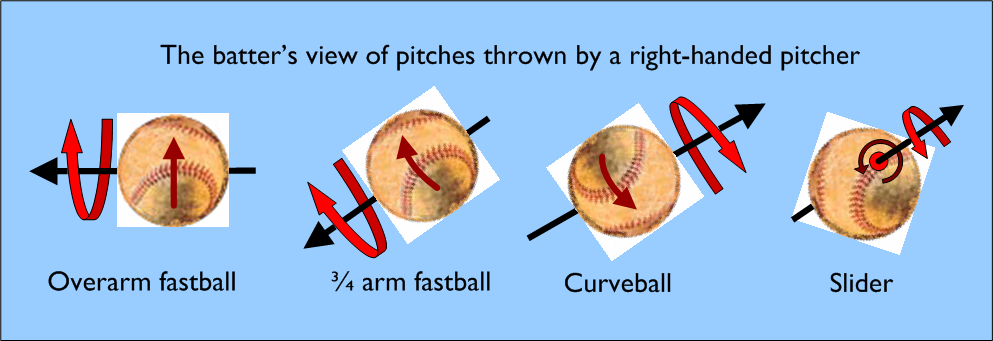 The batter’s view of pitches thrown by a right-handed pitcher
Overarm fastball
¾ arm fastball
Curveball
Slider